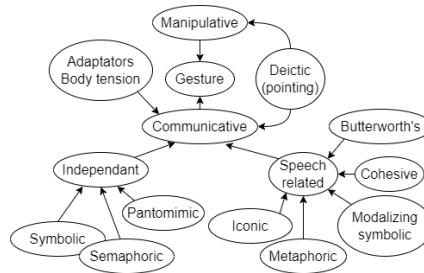 Manipulative
Adaptators
Body tension
Gesture
Deictic
(pointing)
Communicative
Butterworth's
Independant
Speech
related
Cohesive
Pantomimic
Iconic
Modalizing
symbolic
Symbolic
Semaphoric
Metaphoric